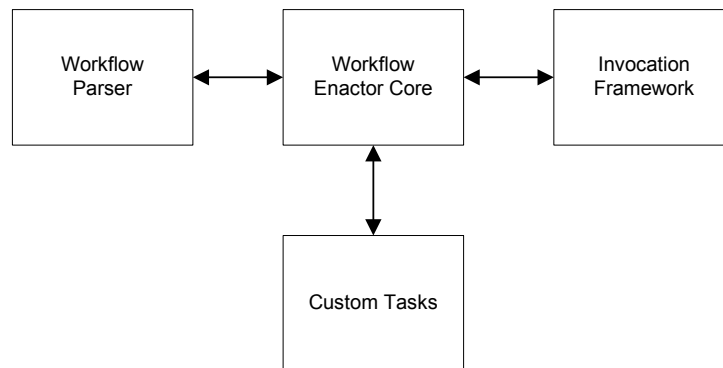 Workflow
Parser
Workflow
Enactor Core
Invocation
Framework
Custom Tasks